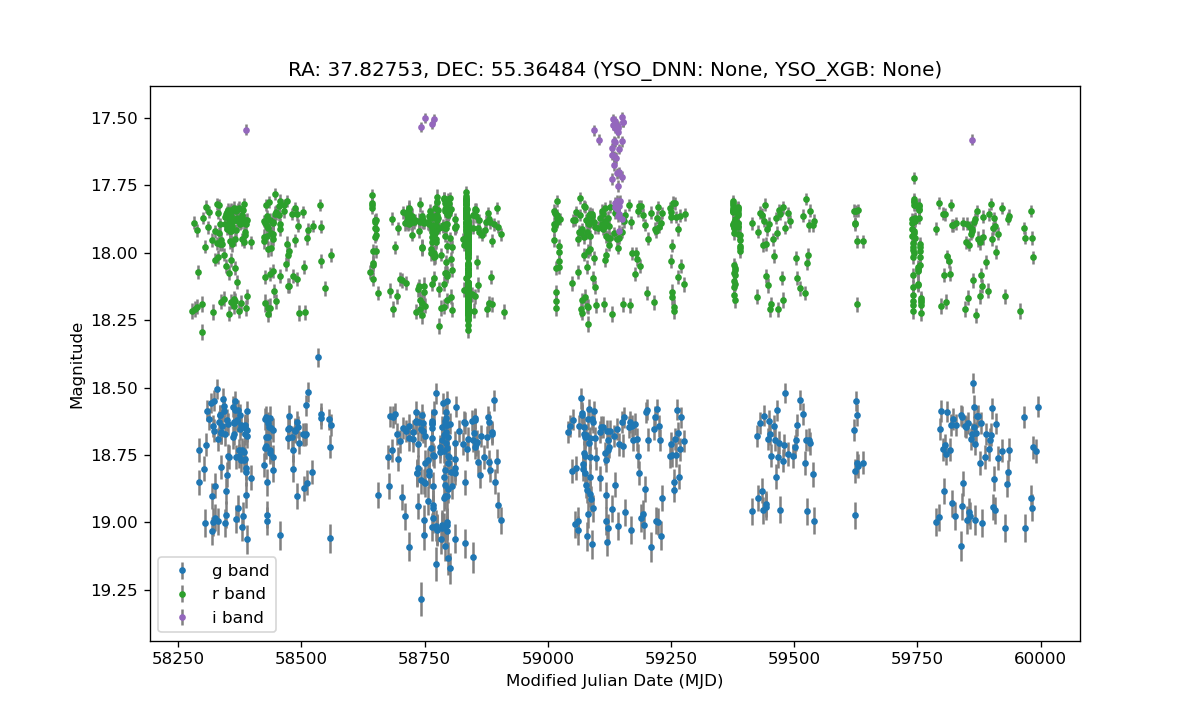 RA: 37.82753, DEC: 55.36484 (YSO_DNN: None, YSO_XGB: None)
17.50
17.75
18.00
18.25
18.50
18.75
19.00
19.25
Magnitude
g band
r band
i band
58250
58500
58750
59000
59250
59500
59750
60000
Modified Julian Date (MJD)